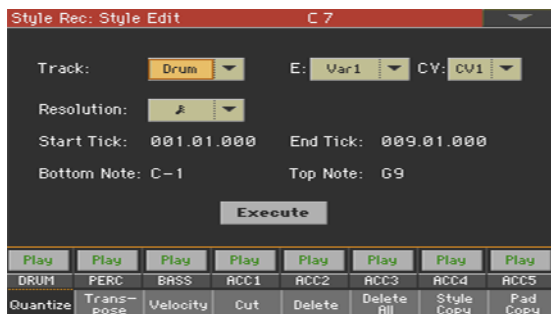 Style Rec: Style Edit C 7
Track: Drum E: Var1 CV: CV1
Resolution:
Start Tick: 001.01.000 End Tick: 009.01.000
Bottom Note: C-1 Top Note: G9
Execute
Play Play Play Play Play Play Play Play
DRUM PERC BASS ACC1 ACC2 ACC3 ACC4 ACC5
Quantize Trans- Velocity Cut Delete Delete Style Pad
pose All Copy Copy